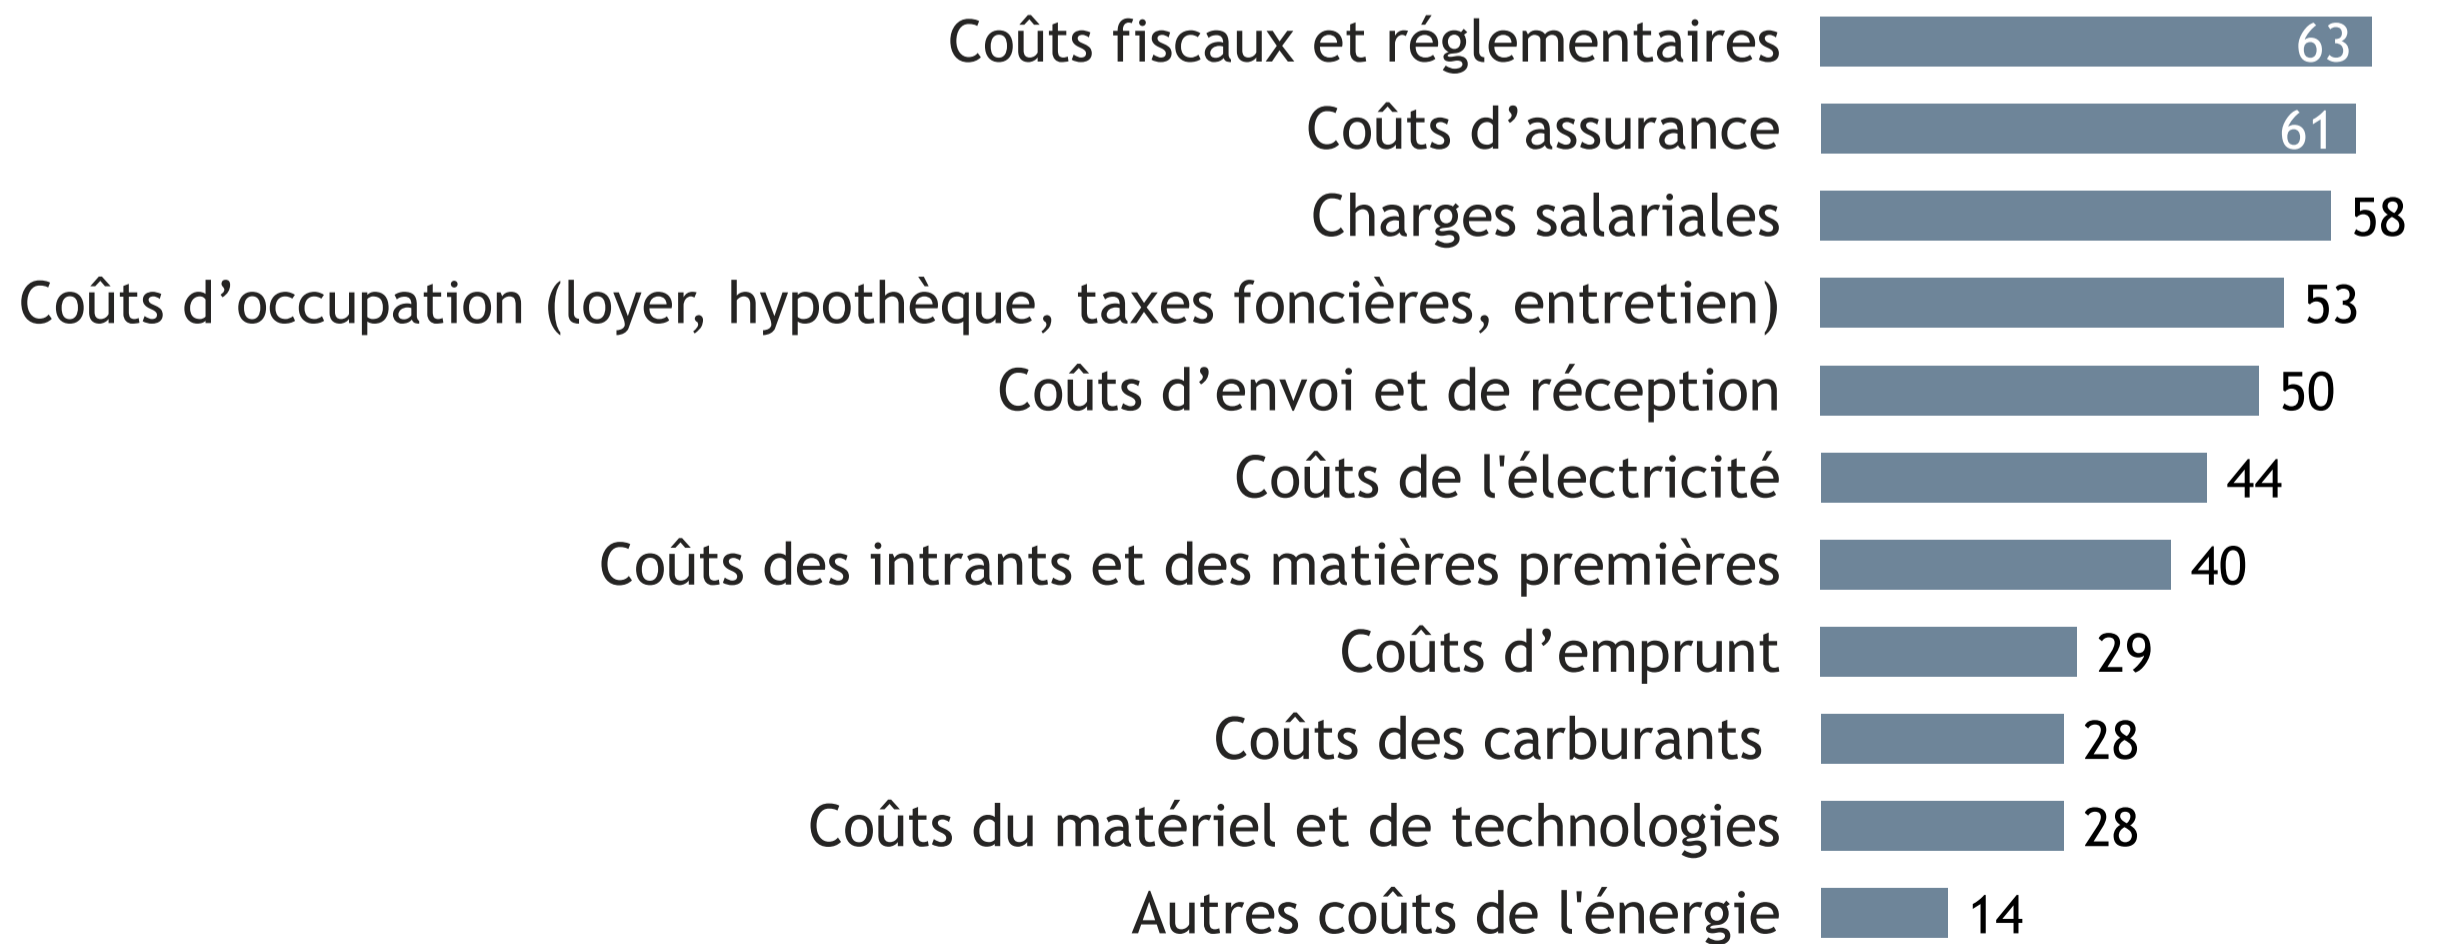 Coûts fiscaux et réglementaires 63
Coûts d’assurance 61
Charges salariales 58
Coûts d’occupation (loyer, hypothèque, taxes foncières, entretien) 53
Coûts d’envoi et de réception 50
Coûts de l'électricité 44
Coûts des intrants et des matières premières 40
Coûts d’emprunt 29
Coûts des carburants 28
Coûts du matériel et de technologies 28
Autres coûts de l'énergie 14